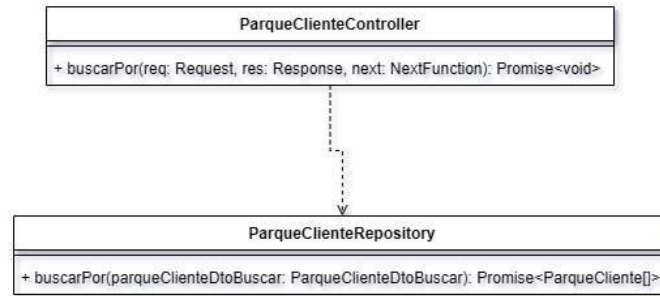 ParqueClienteController
+ buscarPor(req: Request, res: Response, next: NextFunction): Promise<void>
ParqueClienteRepository
+ buscarPor(parqueClienteDtoBuscar: ParqueClienteDtoBuscar): Promise<ParqueCliente[]>